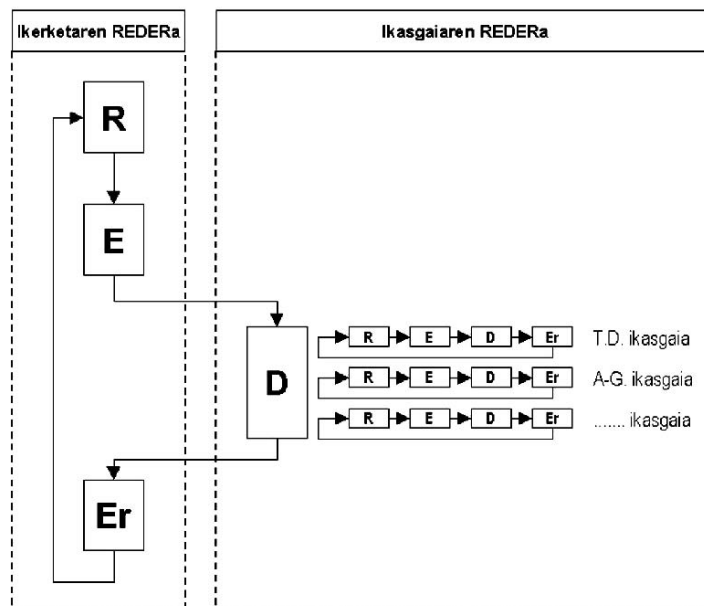 Ikerketaren REDERa
Ikasgaiaren REDERa
R
E
D
R E D Er T.D. ikasgaia
R E D Er A-G. ikasgaia
R E D Er ....... ikasgaia
Er